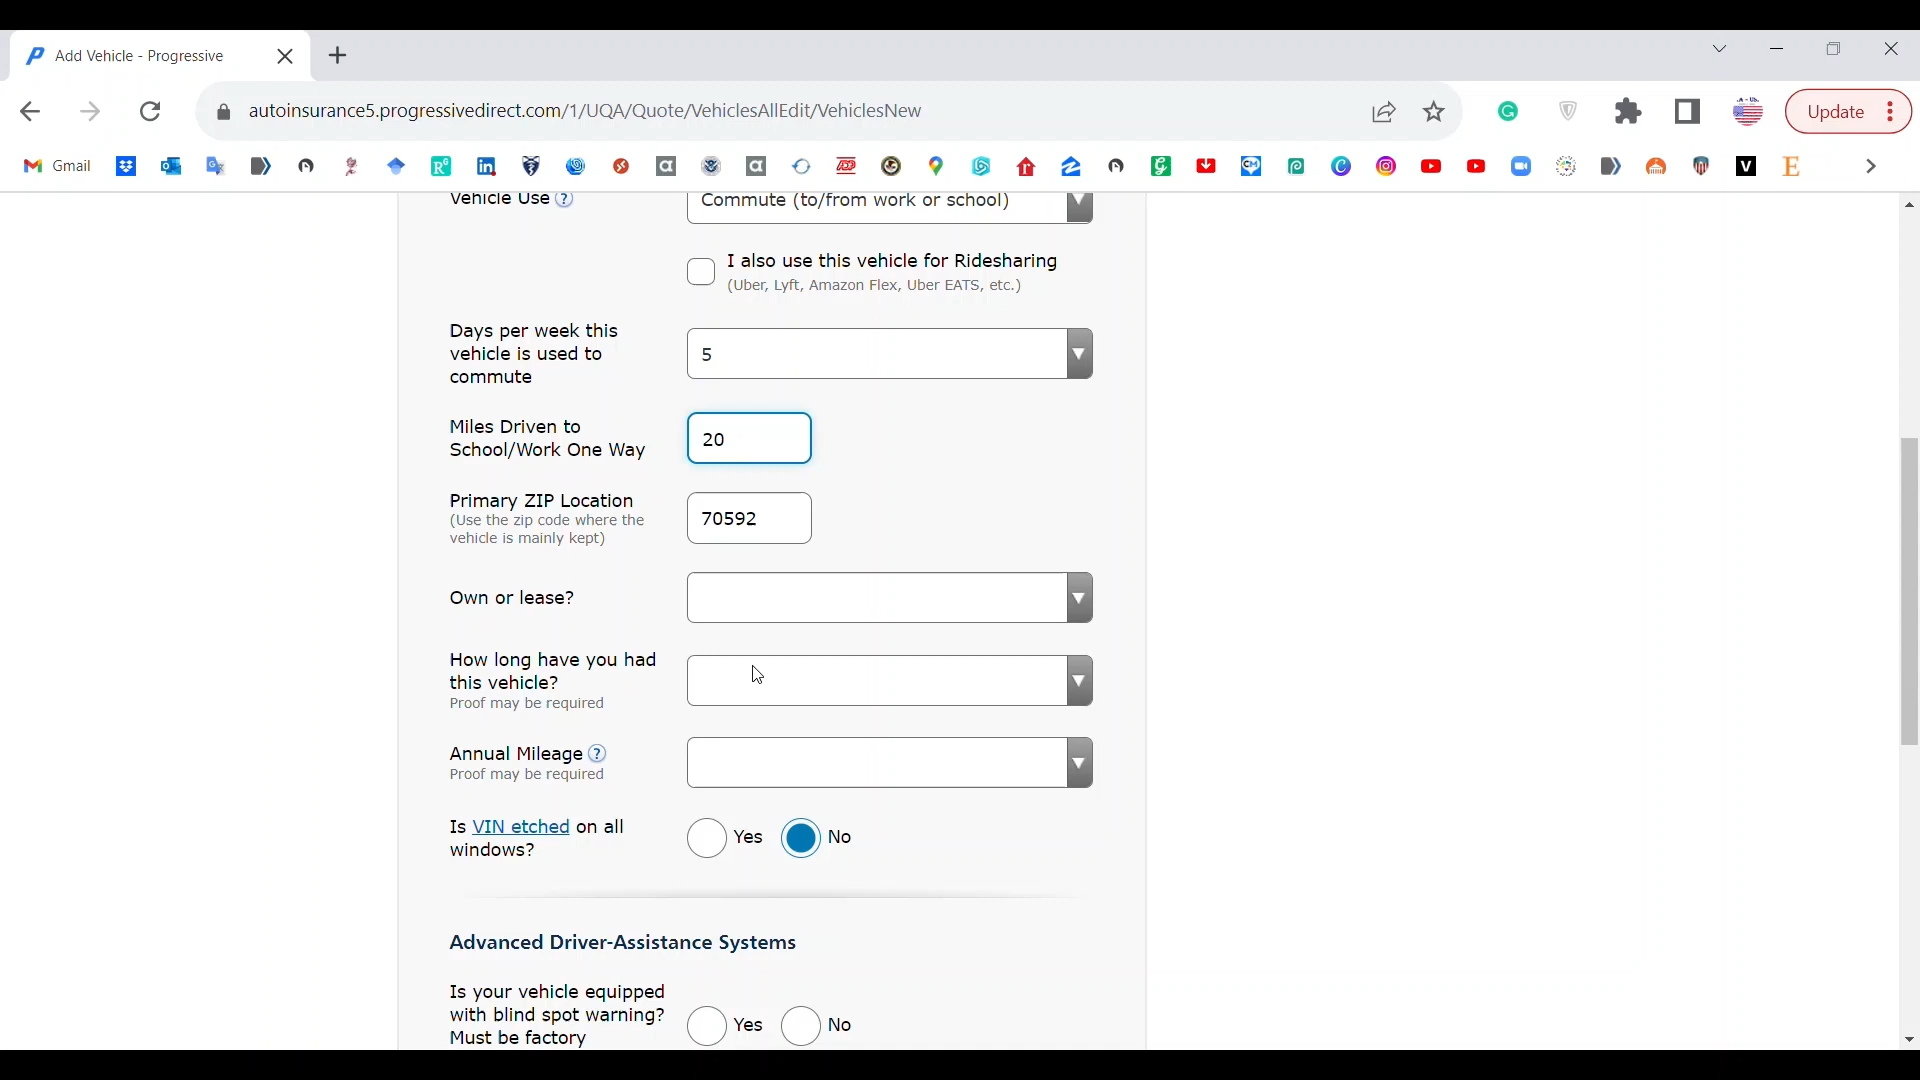 Add Vehicle - Progressive
autoinsurance5.progressivedirect.com/1/UQA/Quote/VehiclesAllEdit/VehiclesNew
Update
Gmail
Vehicle Use ?
Commute (to/from work or school)
I also use this vehicle for Ridesharing
(Uber, Lyft, Amazon Flex, Uber EATS, etc.)
Days per week this
vehicle is used to
commute
5
Miles Driven to
School/Work One Way
20
Primary ZIP Location
(Use the zip code where the
vehicle is mainly kept)
70592
Own or lease?
How long have you had
this vehicle?
Proof may be required
Annual Mileage ?
Proof may be required
Is VIN etched on all
windows?
Yes No
Advanced Driver-Assistance Systems
Is your vehicle equipped
with blind spot warning?
Must be factory
Yes No